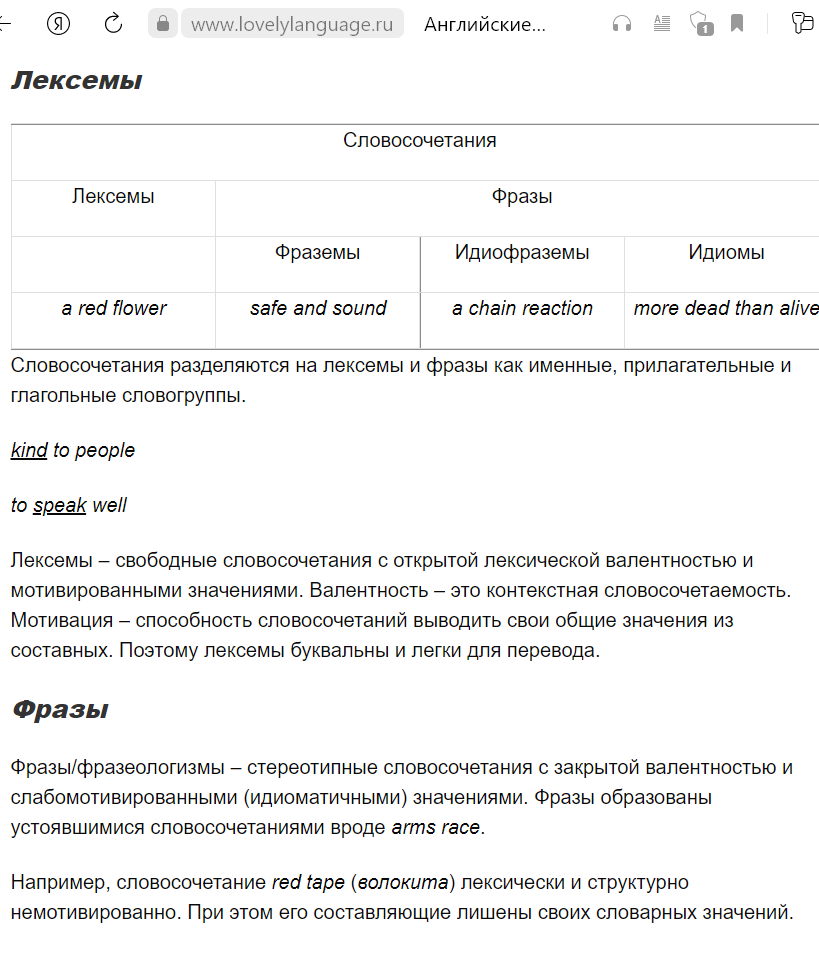 www.lovelylanguage.ru Английские...
1
Лексемы
Словосочетания
Лексемы Фразы
Фраземы Идиофраземы Идиомы
a red flower safe and sound a chain reaction more dead than alive
Словосочетания разделяются на лексемы и фразы как именные, прилагательные и
глагольные словогруппы.
kind to people
to speak well
Лексемы – свободные словосочетания с открытой лексической валентностью и
мотивированными значениями. Валентность – это контекстная словосочетаемость.
Мотивация – способность словосочетаний выводить свои общие значения из
составных. Поэтому лексемы буквальны и легки для перевода.
Фразы
Фразы/фразеологизмы – стереотипные словосочетания с закрытой валентностью и
слабомотивированными (идиоматичными) значениями. Фразы образованы
устоявшимися словосочетаниями вроде arms race.
Например, словосочетание red tape (волокита) лексически и структурно
немотивированно. При этом его составляющие лишены своих словарных значений.